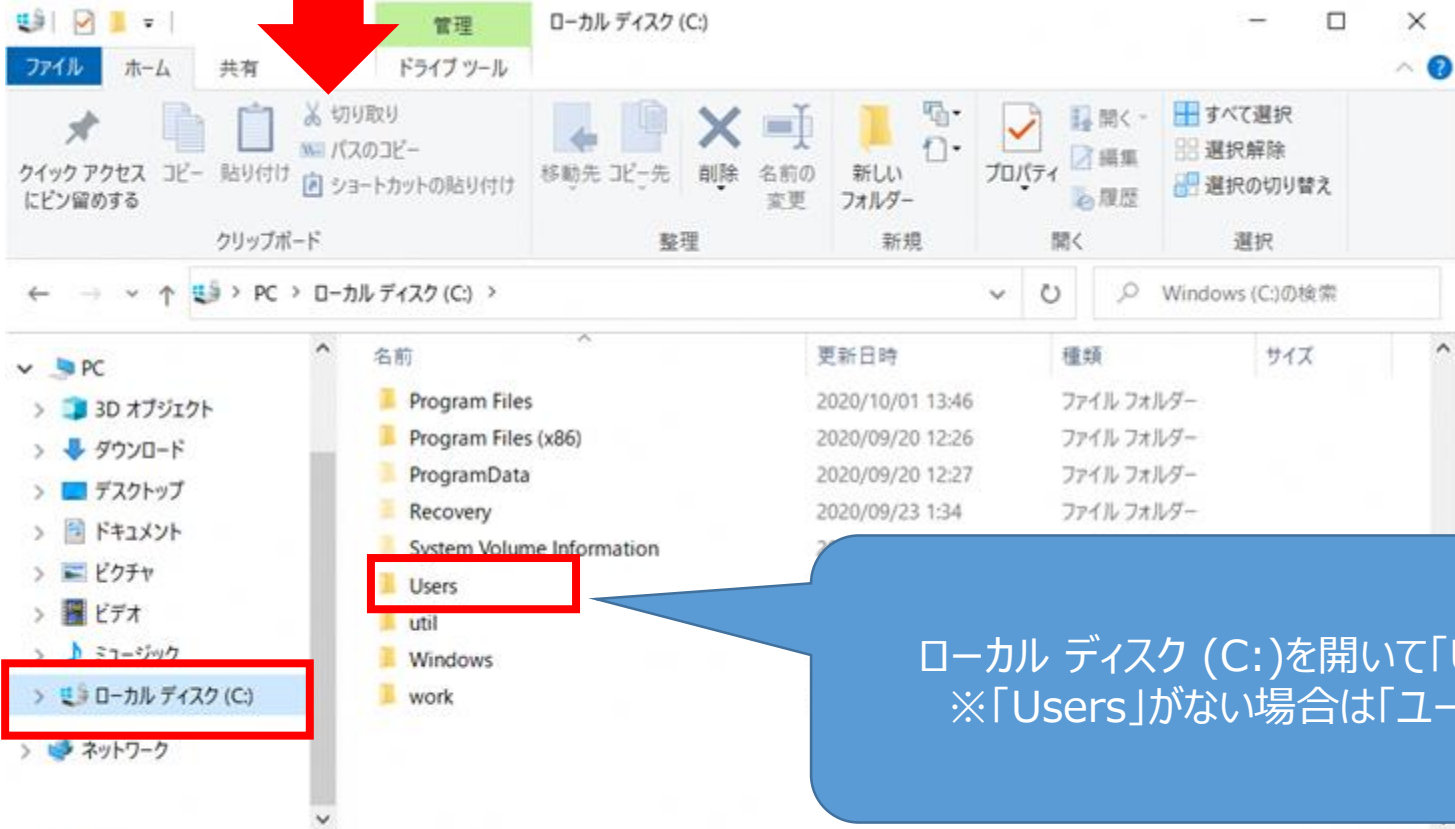 管理
ローカル ディスク (C:)
ファイル
ホーム
共有
ドライブ ツール
クイック アクセス
にピン留めする
コピー
貼り付け
切り取り
パスのコピー
ショートカットの貼り付け
移動先
コピー先
削除
名前の
変更
新しい
フォルダー
プロパティ
開く
編集
履歴
すべて選択
選択解除
選択の切り替え
クリップボード
整理
新規
開く
選択
PC > ローカル ディスク (C:) >
Windows (C:)の検索
PC
3D オブジェクト
ダウンロード
デスクトップ
ドキュメント
ピクチャ
ビデオ
ミュージック
ローカル ディスク (C:)
ネットワーク
名前 更新日時 種類 サイズ
Program Files 2020/10/01 13:46 ファイル フォルダー
Program Files (x86) 2020/09/20 12:26 ファイル フォルダー
ProgramData 2020/09/20 12:27 ファイル フォルダー
Recovery 2020/09/23 1:34 ファイル フォルダー
System Volume Information
Users
util
Windows
work
ローカル ディスク (C:)を開いて「
※「Users」がない場合は「ユー